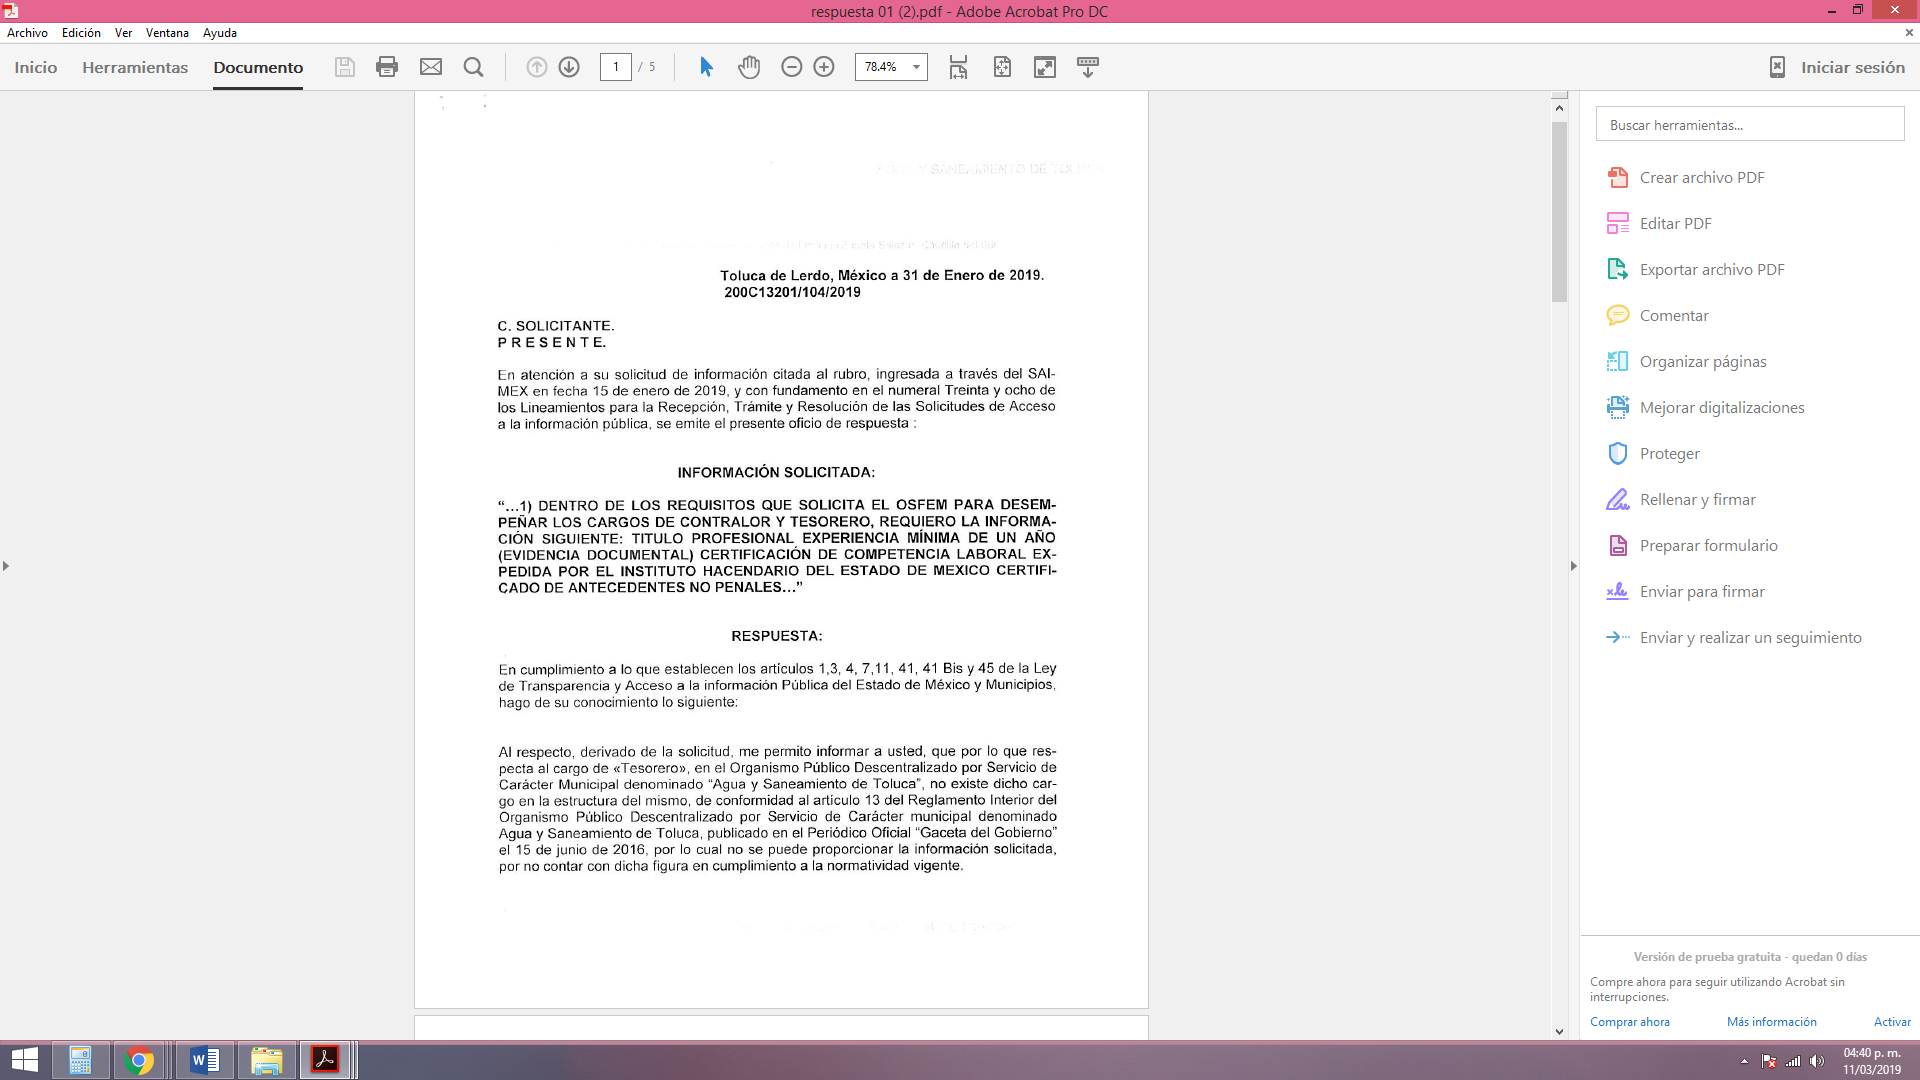 respuesta 01 (2).pdf - Adobe Acrobat Pro DC
Archivo Edición Ver Ventana Ayuda
Inicio Herramientas Documento 1 / 5 78.4% Iniciar sesión
Y SANEAMIENTO DE
Toluca de Lerdo, México a 31 de Enero de 2019.
200C13201/104/2019
C. SOLICITANTE.
P R E S E N T E.
En atención a su solicitud de información citada al rubro, ingresada a través del SAI-
MEX en fecha 15 de enero de 2019, y con fundamento en el numeral Treinta y ocho de
los Lineamientos para la Recepción, Trámite y Resolución de las Solicitudes de Acceso
a la información pública, se emite el presente oficio de respuesta :
INFORMACIÓN SOLICITADA:
“...1) DENTRO DE LOS REQUISITOS QUE SOLICITA EL OSFEM PARA DESEM-
PEÑAR LOS CARGOS DE CONTRALOR Y TESORERO, REQUIERO LA INFORMA-
CIÓN SIGUIENTE: TITULO PROFESIONAL EXPERIENCIA MÍNIMA DE UN AÑO
(EVIDENCIA DOCUMENTAL) CERTIFICACIÓN DE COMPETENCIA LABORAL EX-
PEDIDA POR EL INSTITUTO HACENDARIO DEL ESTADO DE MEXICO CERTIFI-
CADO DE ANTECEDENTES NO PENALES...”
RESPUESTA:
En cumplimiento a lo que establecen los artículos 1,3, 4, 7,11, 41, 41 Bis y 45 de la Ley
de Transparencia y Acceso a la información Pública del Estado de México y Municipios,
hago de su conocimiento lo siguiente:
Al respecto, derivado de la solicitud, me permito informar a usted, que por lo que res-
pecta al cargo de «Tesorero», en el Organismo Público Descentralizado por Servicio de
Carácter Municipal denominado “Agua y Saneamiento de Toluca”, no existe dicho car-
go en la estructura del mismo, de conformidad al artículo 13 del Reglamento Interior del
Organismo Público Descentralizado por Servicio de Carácter municipal denominado
Agua y Saneamiento de Toluca, publicado en el Periódico Oficial “Gaceta del Gobierno”
el 15 de junio de 2016, por lo cual no se puede proporcionar la información solicitada,
por no contar con dicha figura en cumplimiento a la normatividad vigente.
Buscar herramientas...
Crear archivo PDF
Editar PDF
Exportar archivo PDF
Comentar
Organizar páginas
Mejorar digitalizaciones
Proteger
Rellenar y firmar
Preparar formulario
Enviar para firmar
Enviar y realizar un seguimiento
Versión de prueba gratuita - quedan 0 días
Compre ahora para seguir utilizando Acrobat sin
interrupciones.
Comprar ahora Más información Activar
04:40 p. m.
11/03/2019